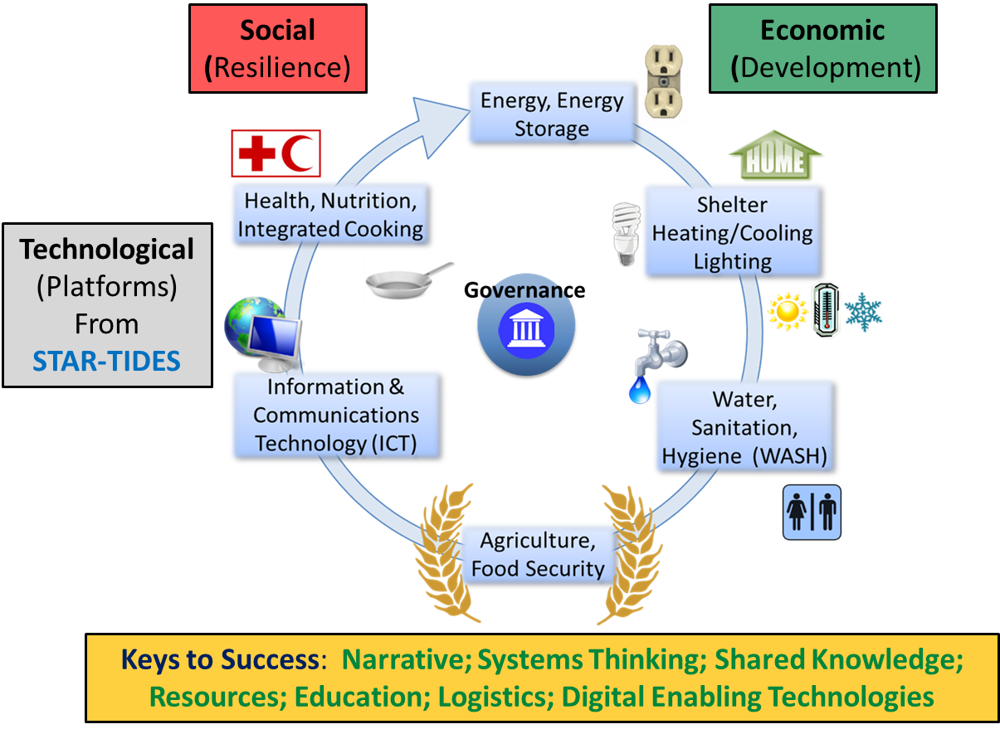 Social
(Resilience)
Economic
(Development)
Energy, Energy
Storage
HOME
Health, Nutrition,
Integrated Cooking
Shelter
Heating/Cooling
Lighting
Technological
(Platforms)
From
STAR-TIDES
Governance
Information &
Communications
Technology (ICT)
Water,
Sanitation,
Hygiene (WASH)
Agriculture,
Food Security
Keys to Success: Narrative; Systems Thinking; Shared Knowledge;
Resources; Education; Logistics; Digital Enabling Technologies